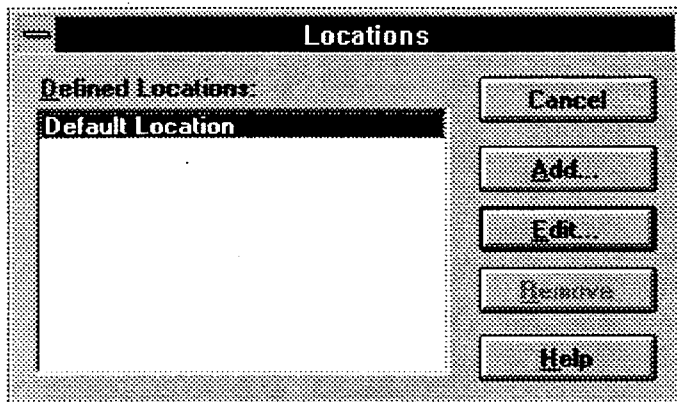 Locations
Defined Locations:
Default Location
Cancel
Add...
Edit...
Remove
Help